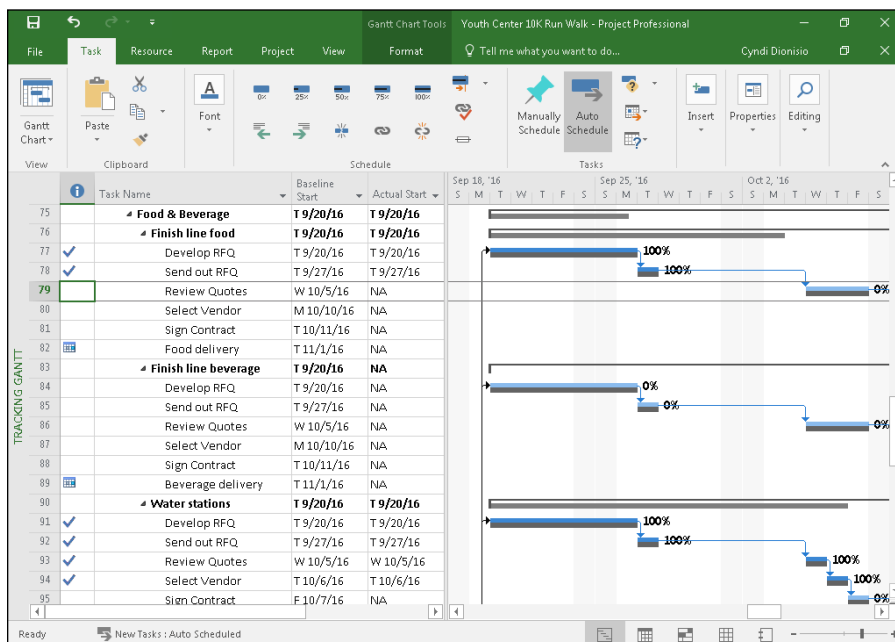 Gantt Chart Tools Youth Center 10K Run Walk - Project Professional
File Task Resource Report Project View Format Tell me what you want to do... Cyndi Dionisio
0% 25% 50% 75% 100%
Gantt Chart Paste Font Manually Schedule Auto Schedule Insert Properties Editing
View Clipboard Schedule Tasks
Sep 18, '16 Sep 25, '16 Oct 2, '16
Task Name Baseline Start Actual Start S M T W T F S S M T W T F S S M T W T F S
75 Food & Beverage T 9/20/16 T 9/20/16
76 Finish line food T 9/20/16 T 9/20/16
77 Develop RFQ T 9/20/16 T 9/20/16 100%
78 Send out RFQ T 9/27/16 T 9/27/16 100%
79 Review Quotes W 10/5/16 NA 0%
80 Select Vendor M 10/10/16 NA
81 Sign Contract T 10/11/16 NA
82 Food delivery T 11/1/16 NA
83 Finish line beverage T 9/20/16 NA
84 Develop RFQ T 9/20/16 NA 0%
85 Send out RFQ T 9/27/16 NA 0%
86 Review Quotes W 10/5/16 NA 0%
87 Select Vendor M 10/10/16 NA
88 Sign Contract T 10/11/16 NA
89 Beverage delivery T 11/1/16 NA
90 Water stations T 9/20/16 T 9/20/16
91 Develop RFQ T 9/20/16 T 9/20/16 100%
92 Send out RFQ T 9/27/16 T 9/27/16 100%
93 Review Quotes W 10/5/16 W 10/5/16 100%
94 Select Vendor T 10/6/16 T 10/6/16 100%
95 Sign Contract F 10/7/16 NA 0%
TRACKING GANTT
Ready New Tasks : Auto Scheduled